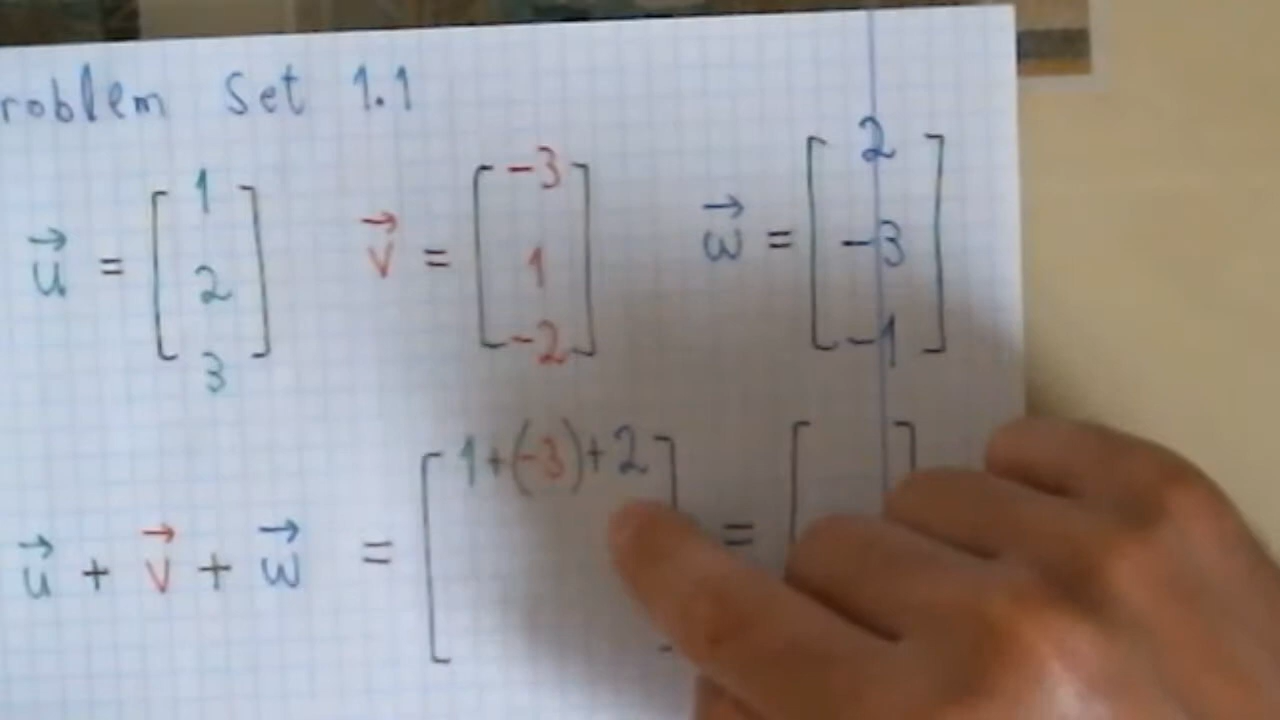 roblem Set 1.1
u⃗ = [1 2 3] v⃗ = [-3 1 -2] w⃗ = [2 -3 -1]
u⃗ + v⃗ + w⃗ = [1+(-3)+2] = [